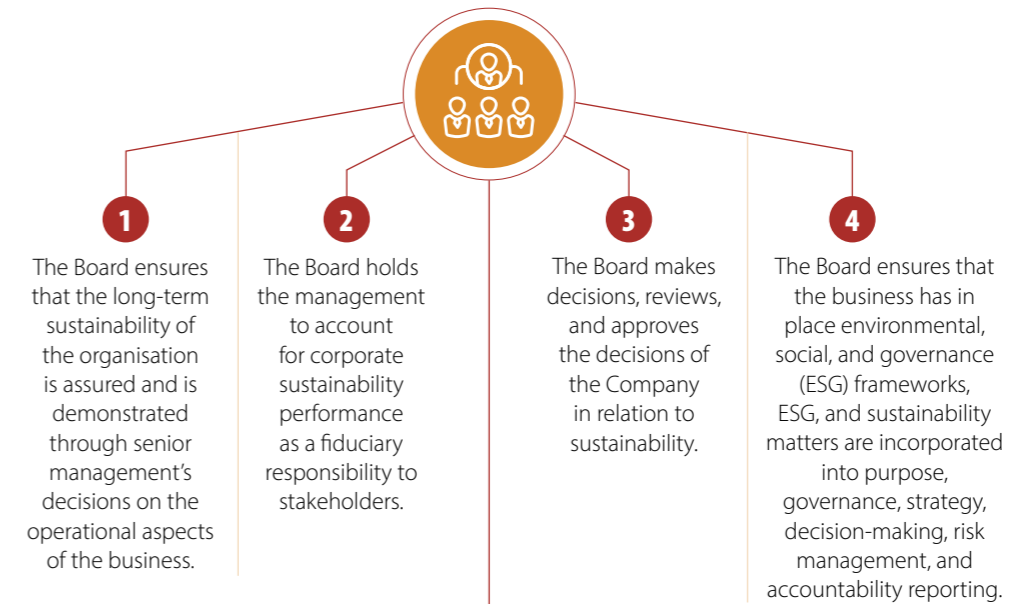 1
The Board ensures
that the long-term
sustainability of
the organisation
is assured and is
demonstrated
through senior
management’s
decisions on the
operational aspects
of the business.
2
The Board holds
the management
to account
for corporate
sustainability
performance
as a fiduciary
responsibility to
stakeholders.
3
The Board makes
decisions, reviews,
and approves
the decisions of
the Company
in relation to
sustainability.
4
The Board ensures that
the business has in
place environmental,
social, and governance
(ESG) frameworks,
ESG, and sustainability
matters are incorporated
into purpose,
governance, strategy,
decision-making, risk
management, and
accountability reporting.